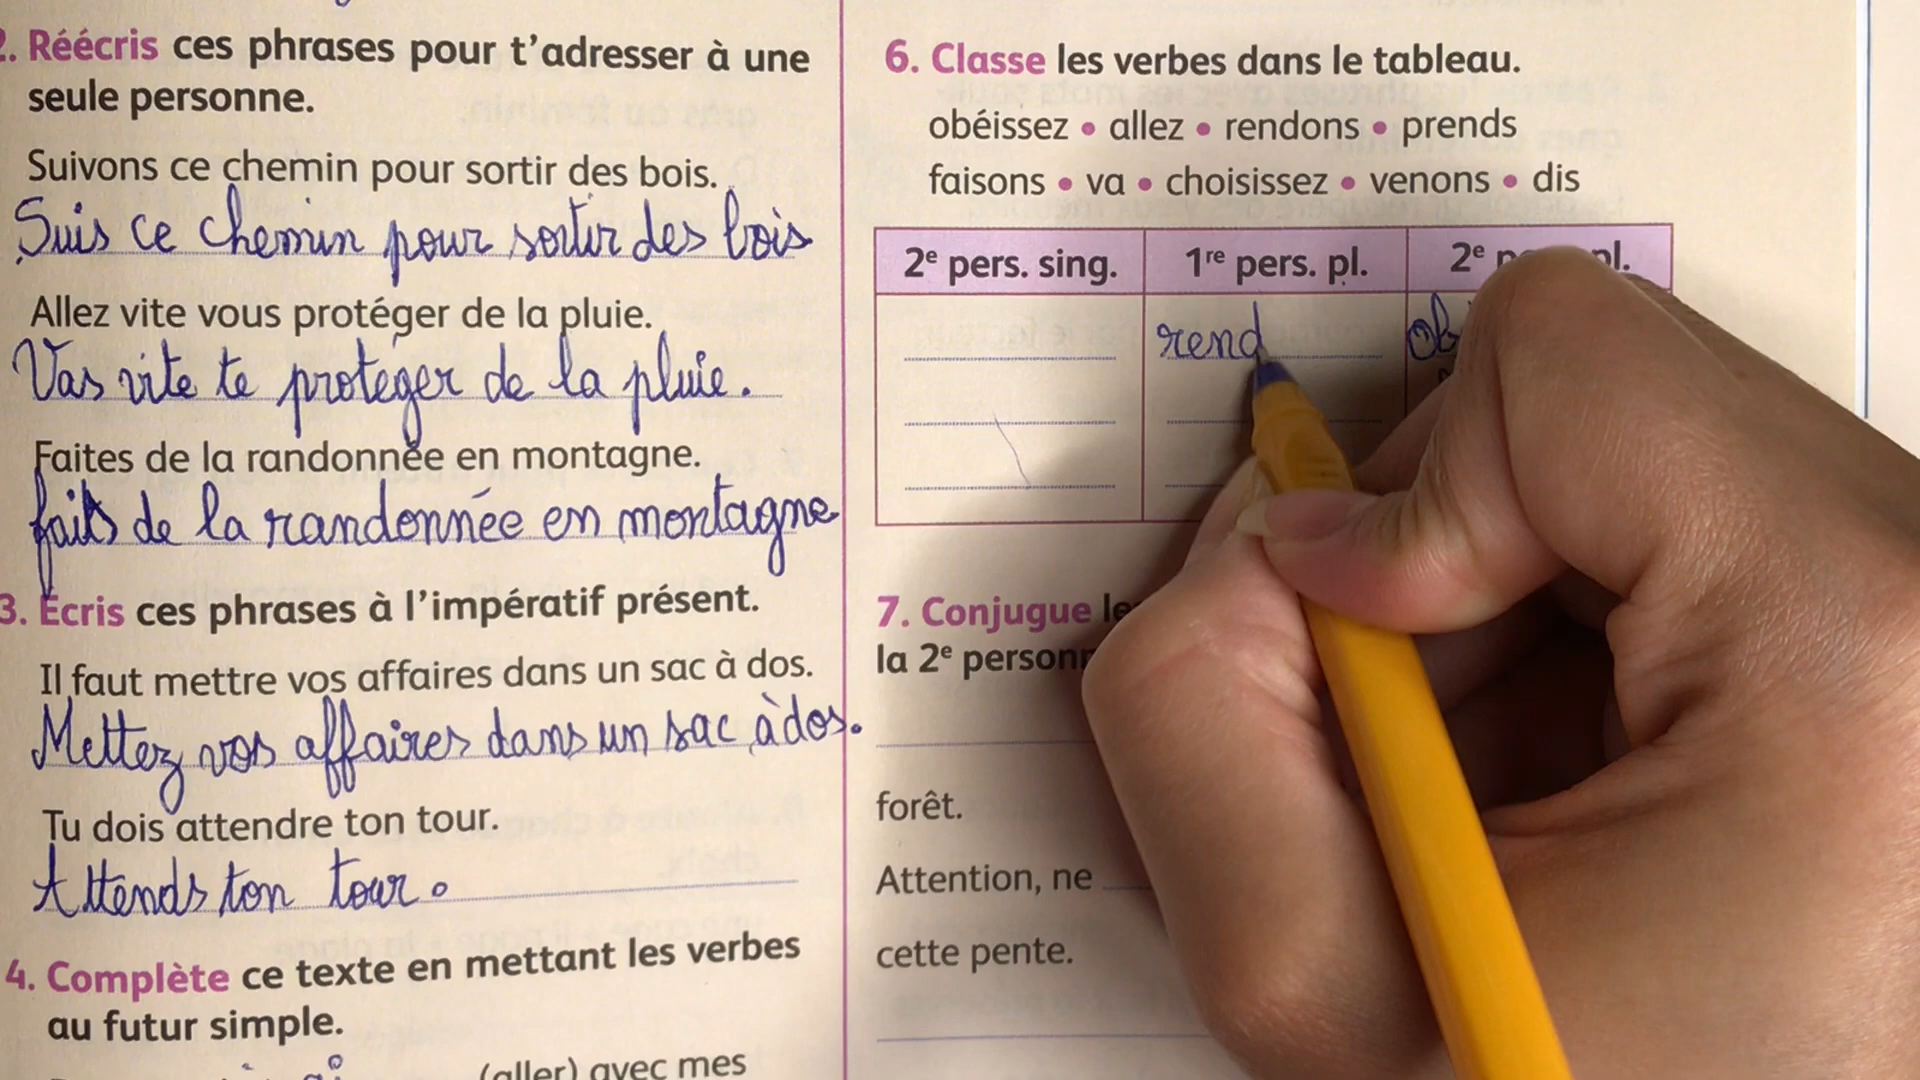 2. Réécris ces phrases pour t'adresser à une
seule personne.
Suivons ce chemin pour sortir des bois.
Suis ce chemin pour sortir des bois
Allez vite vous protéger de la pluie.
Vas vite te protéger de la pluie.
Faites de la randonnée en montagne.
faits de la randonnée en montagne
3. Écris ces phrases à l'impératif présent.
Il faut mettre vos affaires dans un sac à dos.
Mettez vos affaires dans un sac à dos.
Tu dois attendre ton tour.
Attends ton tour.
4. Complète ce texte en mettant les verbes
au futur simple.
(aller) avec mes
6. Classe les verbes dans le tableau.
obéissez • allez • rendons • prends
faisons • va • choisissez • venons • dis
2e pers. sing. 1re pers. pl. 2e pl.
rend ob
7. Conjugue
la 2e
forêt.
Attention, ne
cette pente.